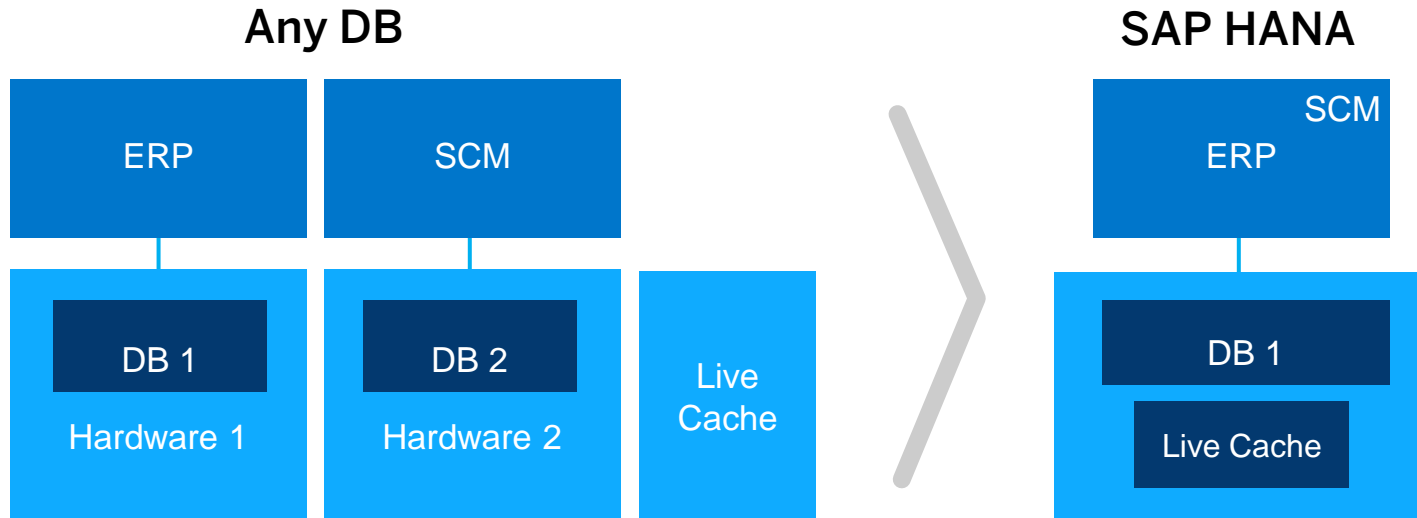 Any DB
SAP HANA
ERP
SCM
SCM
ERP
DB 1
DB 2
Live
Cache
Hardware 1
Hardware 2
DB 1
Live Cache